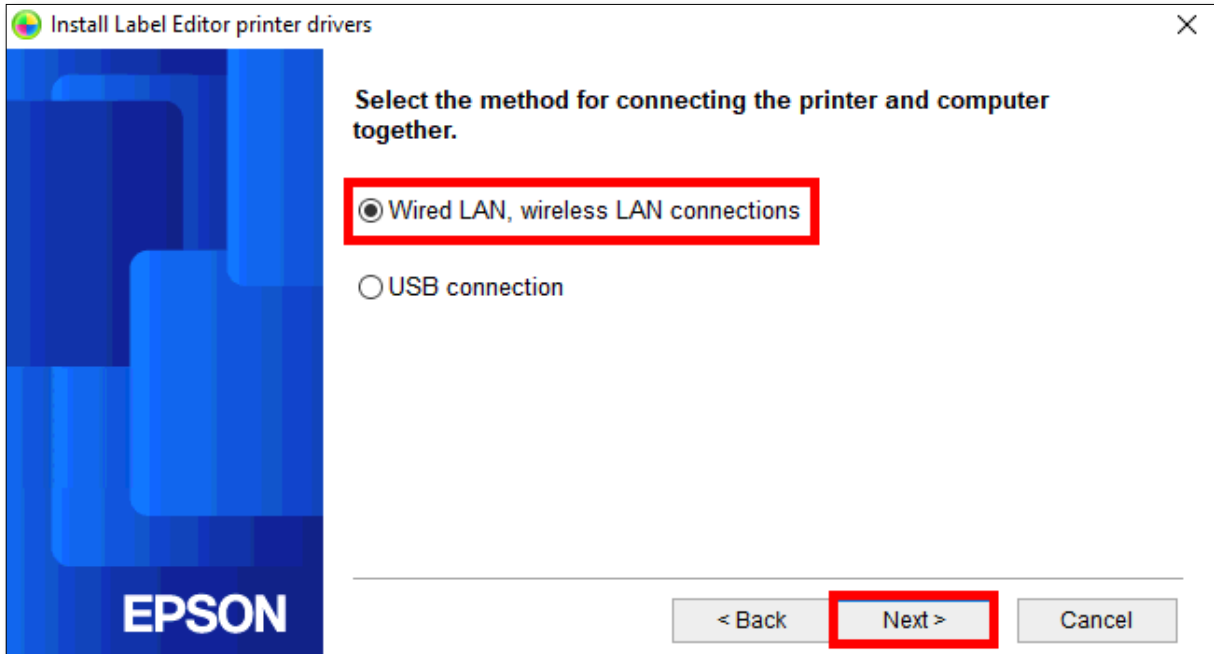 Install Label Editor printer drivers
Select the method for connecting the printer and computer
together.
Wired LAN, wireless LAN connections
USB connection
EPSON
< Back
Next >
Cancel